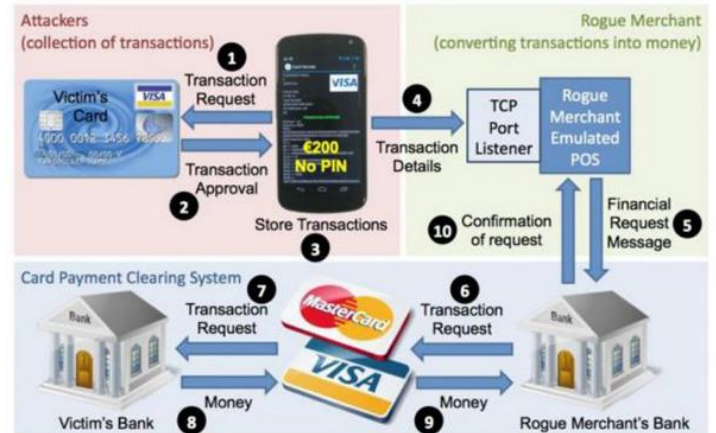 Attackers
(collection of transactions)
Rogue Merchant
(converting transactions into money)
1
Transaction
Request
Victim's
Card
VISA
4000 0012 3456
VISA
€200
No PIN
Transaction
Approval
2
Store Transactions
3
4
Transaction
Details
TCP
Port
Listener
Rogue
Merchant
Emulated
POS
10
Confirmation
of request
Financial
Request
Message
5
Card Payment Clearing System
7
Transaction
Request
MasterCard
VISA
6
Transaction
Request
Bank
Bank
Money
8
Money
9
Victim's Bank
Rogue Merchant's Bank